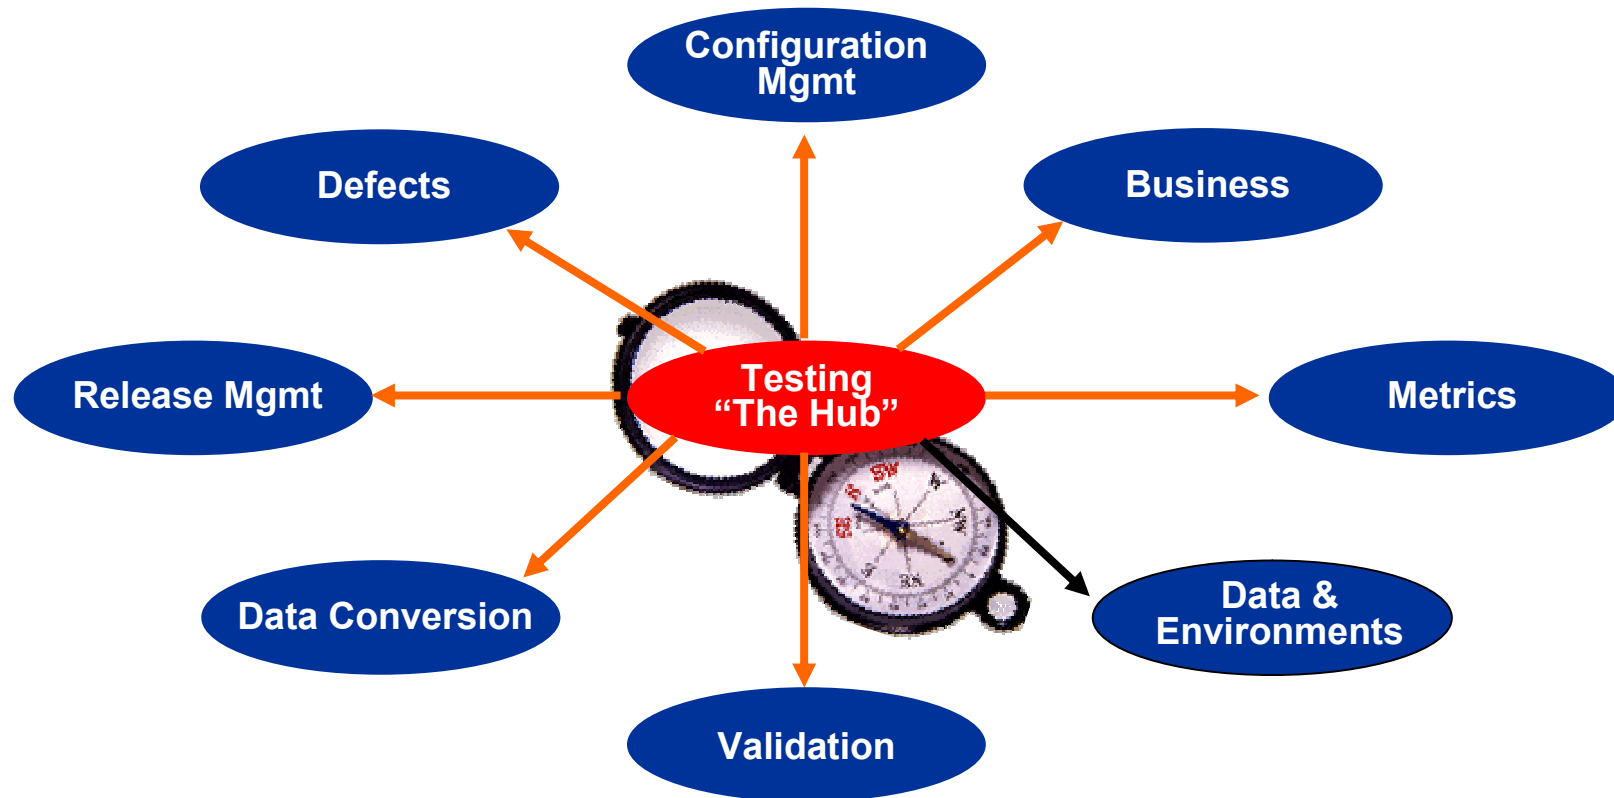 Configuration
Mgmt
Defects
Business
Release Mgmt
Testing
“The Hub”
Metrics
Data Conversion
Data &
Environments
Validation